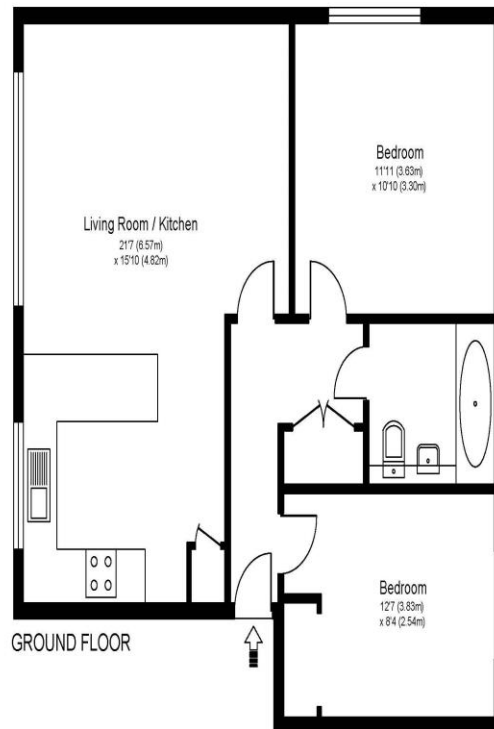 Bedroom
11'11 (3.63m)
x 10'10 (3.30m)
Living Room / Kitchen
21'7 (6.57m)
x 15'10 (4.82m)
Bedroom
12'7 (3.83m)
x 8'4 (2.54m)
GROUND FLOOR